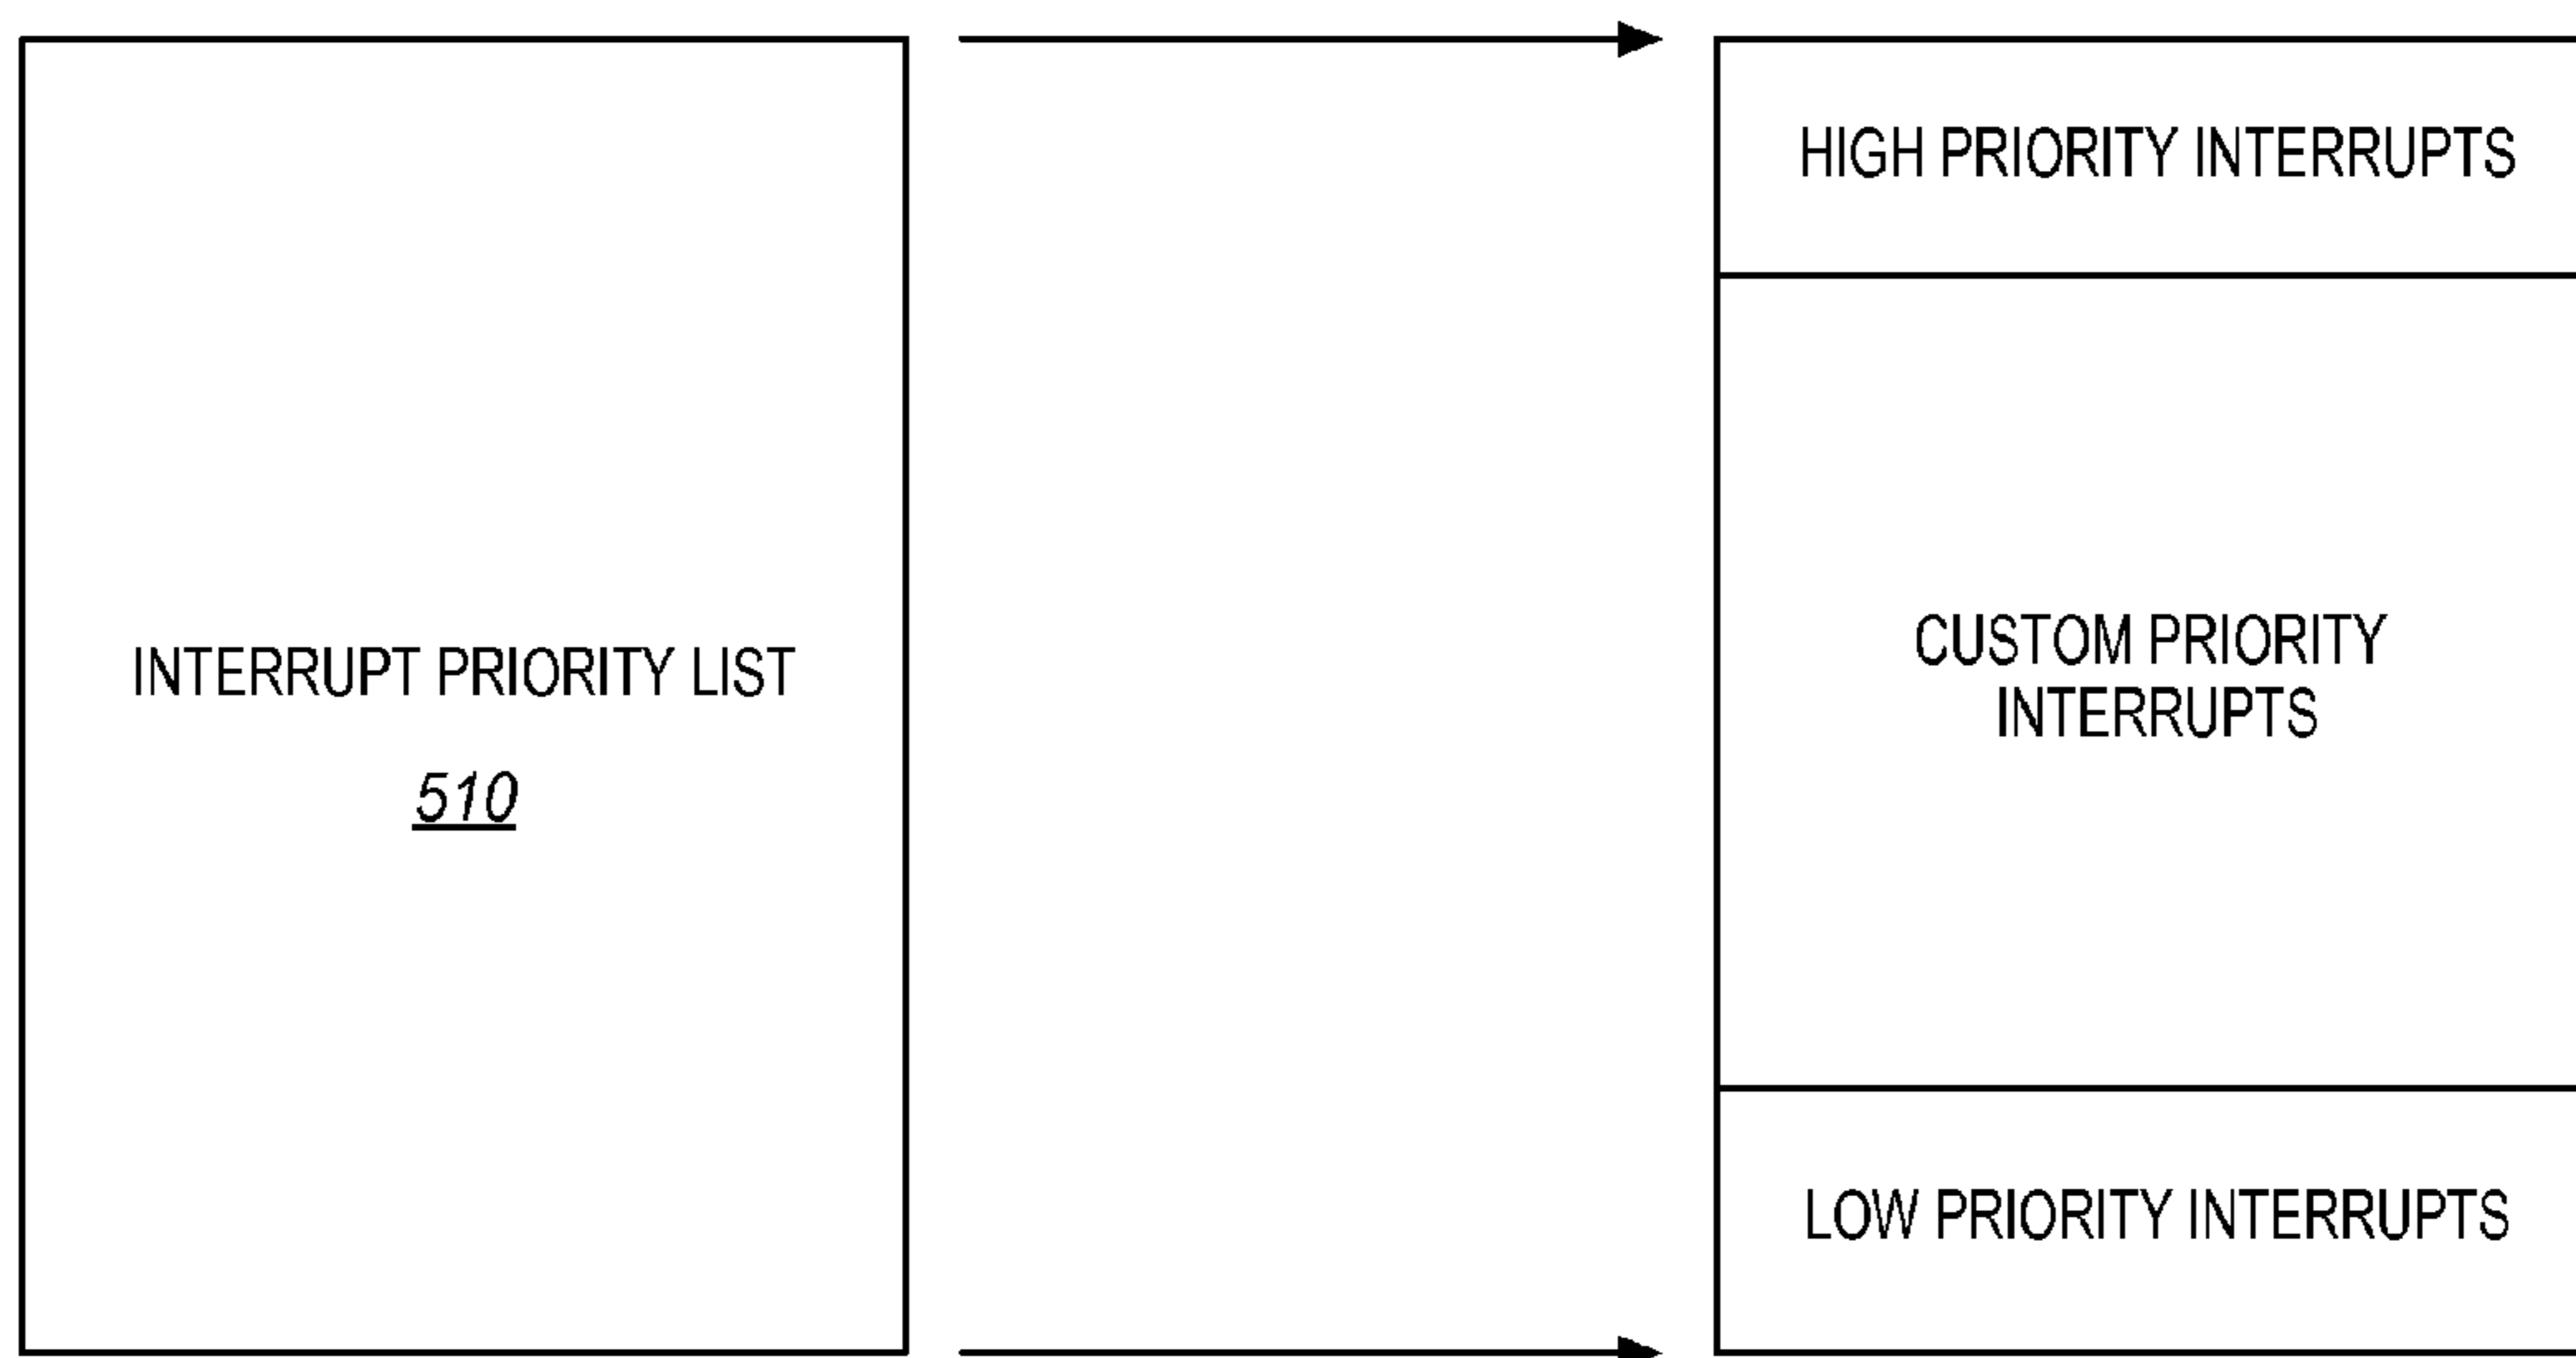 INTERRUPT PRIORITY LIST
510
HIGH PRIORITY INTERRUPTS
CUSTOM PRIORITY
INTERRUPTS
LOW PRIORITY INTERRUPTS